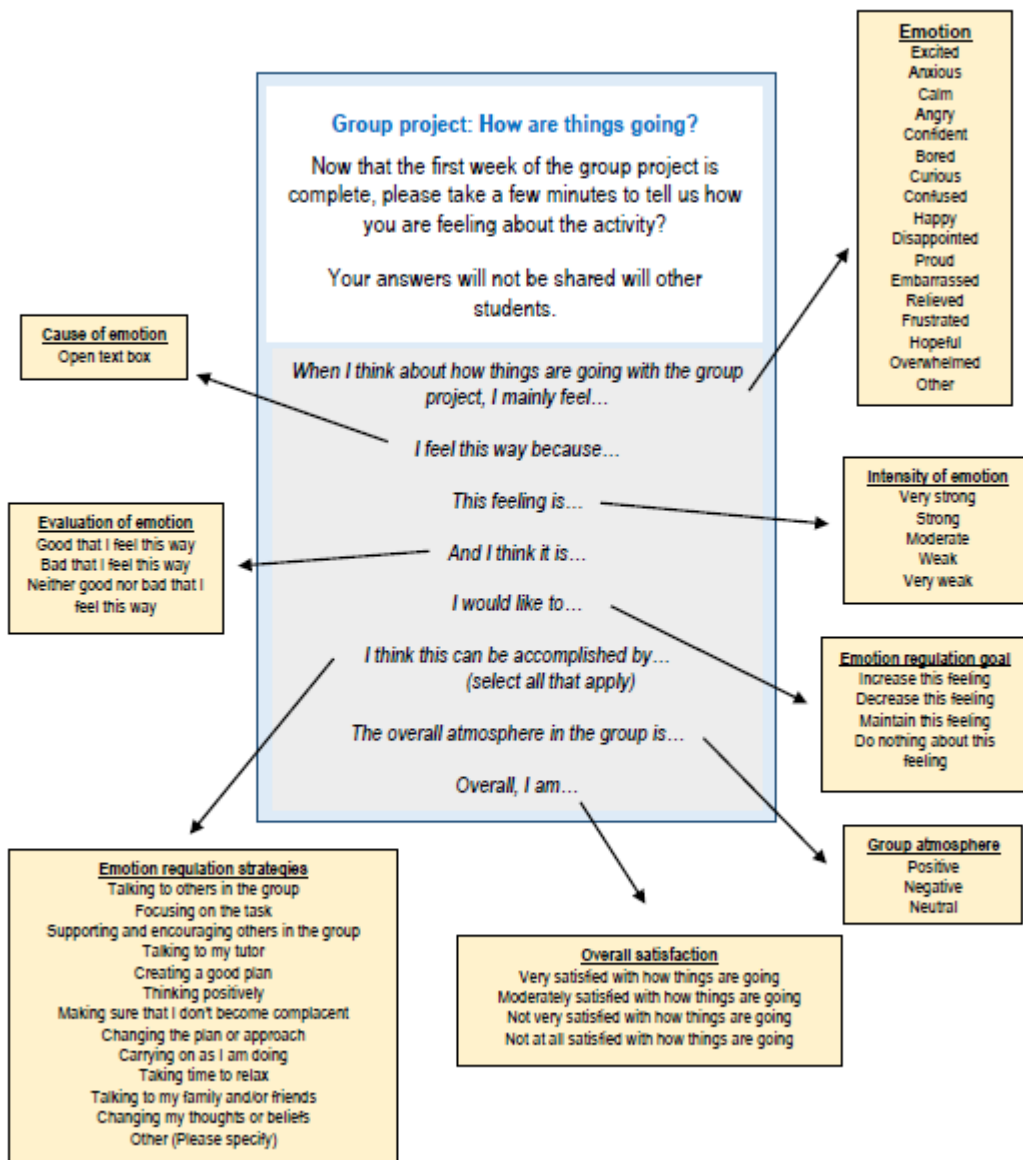 Emotion
Excited
Anxious
Calm
Angry
Confident
Bored
Curious
Confused
Happy
Disappointed
Proud
Embarrassed
Relieved
Frustrated
Hopeful
Overwhelmed
Other
Group project: How are things going?
Now that the first week of the group project is
complete, please take a few minutes to tell us how
you are feeling about the activity?
Your answers will not be shared will other
students.
Cause of emotion
Open text box
When I think about how things are going with the group
project, I mainly feel…
I feel this way because…
This feeling is…
And I think it is…
I would like to…
I think this can be accomplished by…
(select all that apply)
The overall atmosphere in the group is…
Overall, I am…
Intensity of emotion
Very strong
Strong
Moderate
Weak
Very weak
Evaluation of emotion
Good that I feel this way
Bad that I feel this way
Neither good nor bad that I
feel this way
Emotion regulation goal
Increase this feeling
Decrease this feeling
Maintain this feeling
Do nothing about this
feeling
Group atmosphere
Positive
Negative
Neutral
Emotion regulation strategies
Talking to others in the group
Focusing on the task
Supporting and encouraging others in the group
Talking to my tutor
Creating a good plan
Thinking positively
Making sure that I don't become complacent
Changing the plan or approach
Carrying on as I am doing
Taking time to relax
Talking to my family and/or friends
Changing my thoughts or beliefs
Other (Please specify)
Overall satisfaction
Very satisfied with how things are going
Moderately satisfied with how things are going
Not very satisfied with how things are going
Not at all satisfied with how things are going